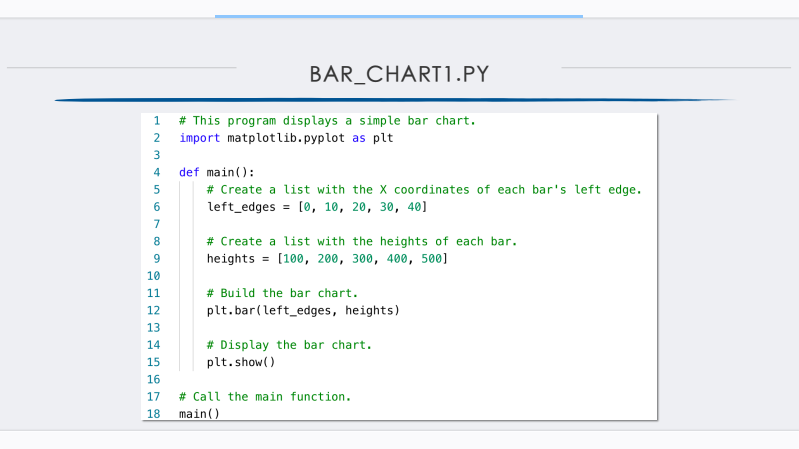 BAR_CHART1.PY
1 # This program displays a simple bar chart.
2 import matplotlib.pyplot as plt
3
4 def main():
5     # Create a list with the X coordinates of each bar's left edge.
6     left_edges = [0, 10, 20, 30, 40]
7
8     # Create a list with the heights of each bar.
9     heights = [100, 200, 300, 400, 500]
10
11     # Build the bar chart.
12     plt.bar(left_edges, heights)
13
14     # Display the bar chart.
15     plt.show()
16
17 # Call the main function.
18 main()